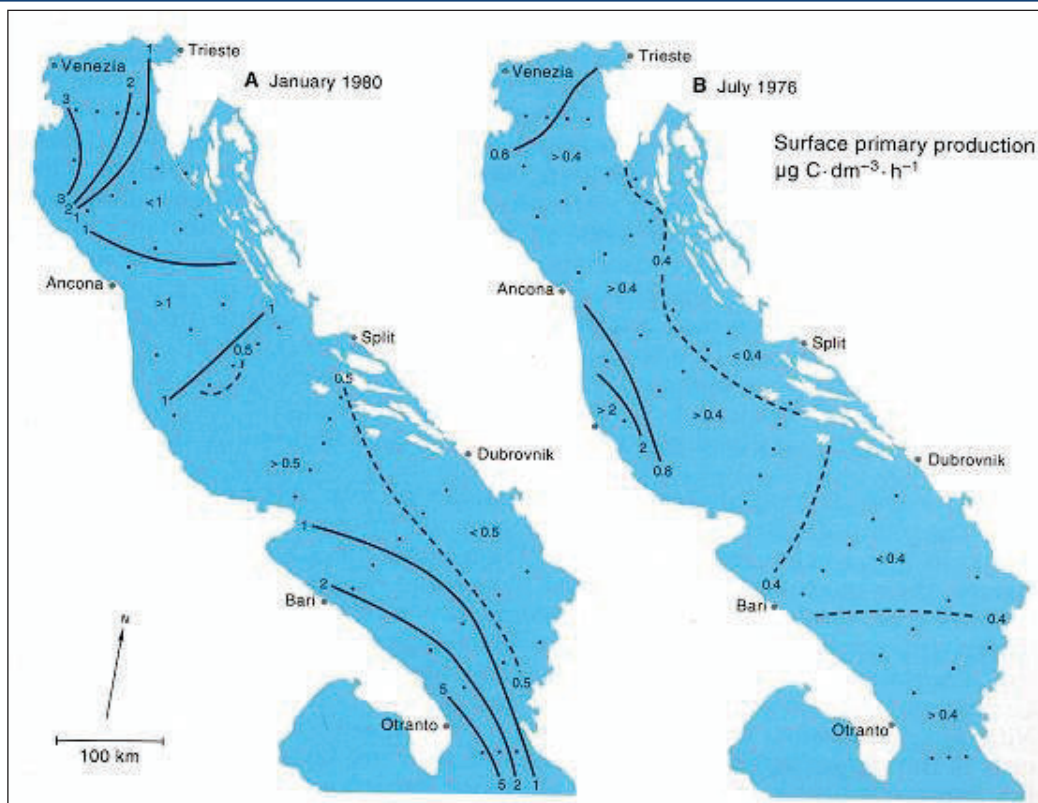 A January 1980
Trieste
Venezia
1
2
3
<1
3
2
1
1
Ancona
>1
1
0.5
1
Split
0.5
>0.5
Dubrovnik
<0.5
1
2
Bari
0.5
5
Otranto
5 2 1
N
100 km
B July 1976
Surface primary production
µg C·dm⁻³·h⁻¹
Trieste
Venezia
0.8
>0.4
0.4
Ancona
>0.4
<0.4
Split
>2
>0.4
2
0.8
Dubrovnik
<0.4
0.4
Bari
0.4
Otranto
>0.4